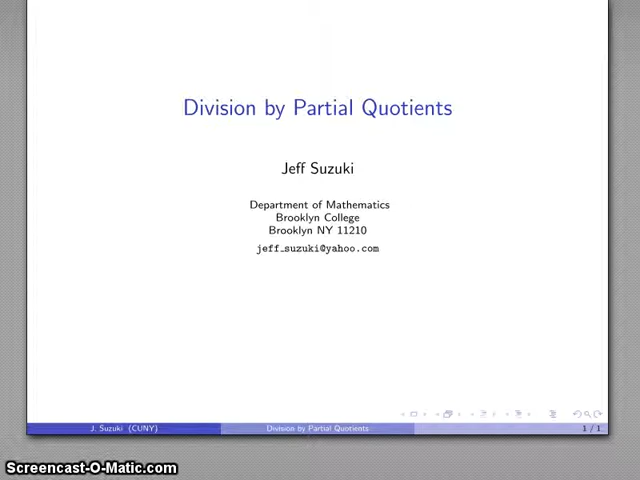 Division by Partial Quotients
Jeff Suzuki
Department of Mathematics
Brooklyn College
Brooklyn NY 11210
jeff_suzuki@yahoo.com
J. Suzuki (CUNY)
Division by Partial Quotients
1 / 1
Screencast-O-Matic.com